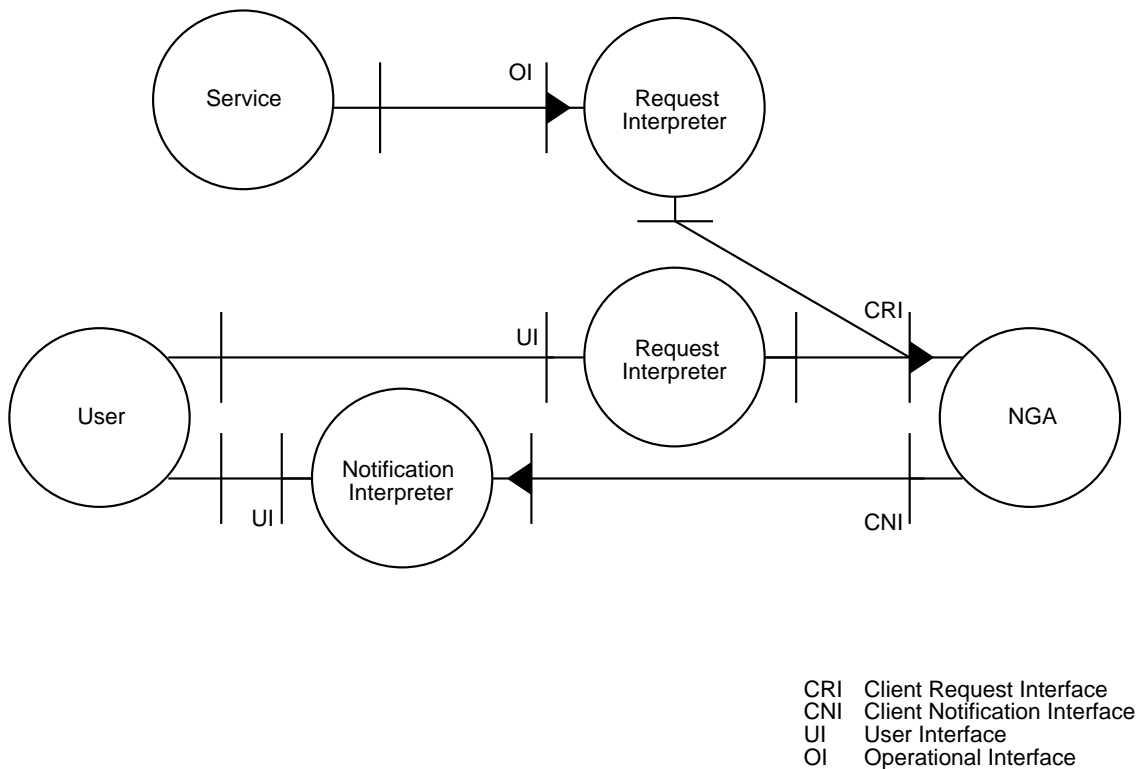 OI
Service
Request
Interpreter
CRI
UI
Request
Interpreter
User
NGA
Notification
Interpreter
UI
CNI
CRI Client Request Interface
CNI Client Notification Interface
UI User Interface
OI Operational Interface